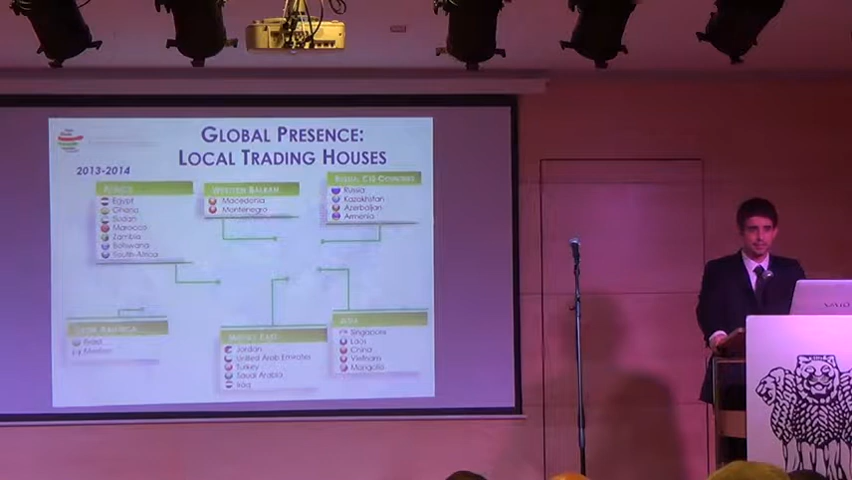 GLOBAL PRESENCE:
LOCAL TRADING HOUSES
2013-2014
AFRICA
Egypt
Ghana
Sudan
Marocco
Zambia
Botswana
South-Africa
WESTERN BALKAN
Macedonia
Montenegro
RUSSIA, CIS COUNTRIES
Russia
Kazakhstan
Azerbaijan
Armenia
LATIN AMERICA
Brasil
Mexico
MIDDLE EAST
Jordan
United Arab Emirates
Turkey
Saudi Arabia
Iraq
ASIA
Singapore
Laos
China
Vietnam
Mongolia
VAIO